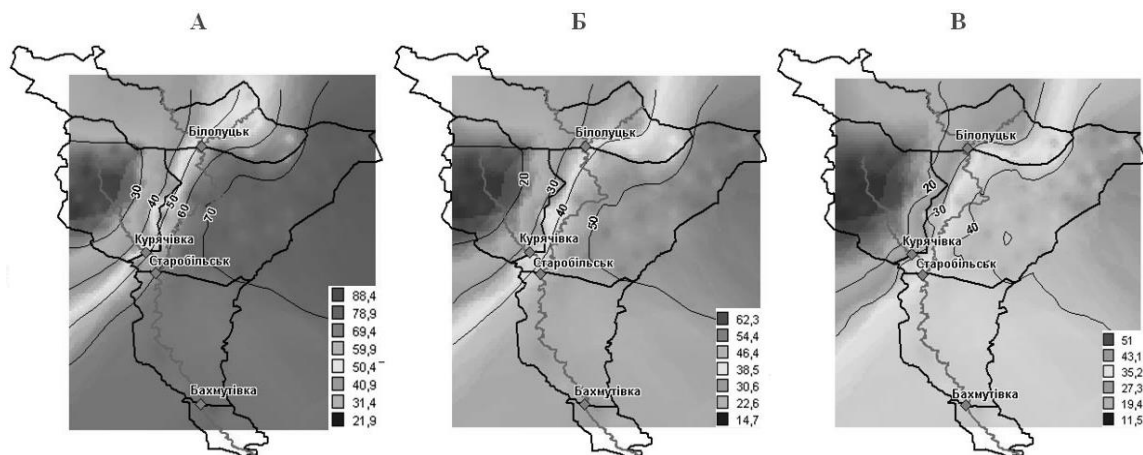 А
Б
В
Білолуцьк
30
40
50
60
70
Курячівка
Старобільськ
Бахмутівка
88,4
78,9
69,4
59,9
50,4
40,9
31,4
21,9
Білолуцьк
20
30
40
50
Курячівка
Старобільськ
Бахмутівка
62,3
54,4
46,4
38,5
30,6
22,6
14,7
Білолуцьк
20
30
40
Курячівка
Старобільськ
Бахмутівка
51
43,1
35,2
27,3
19,4
11,5